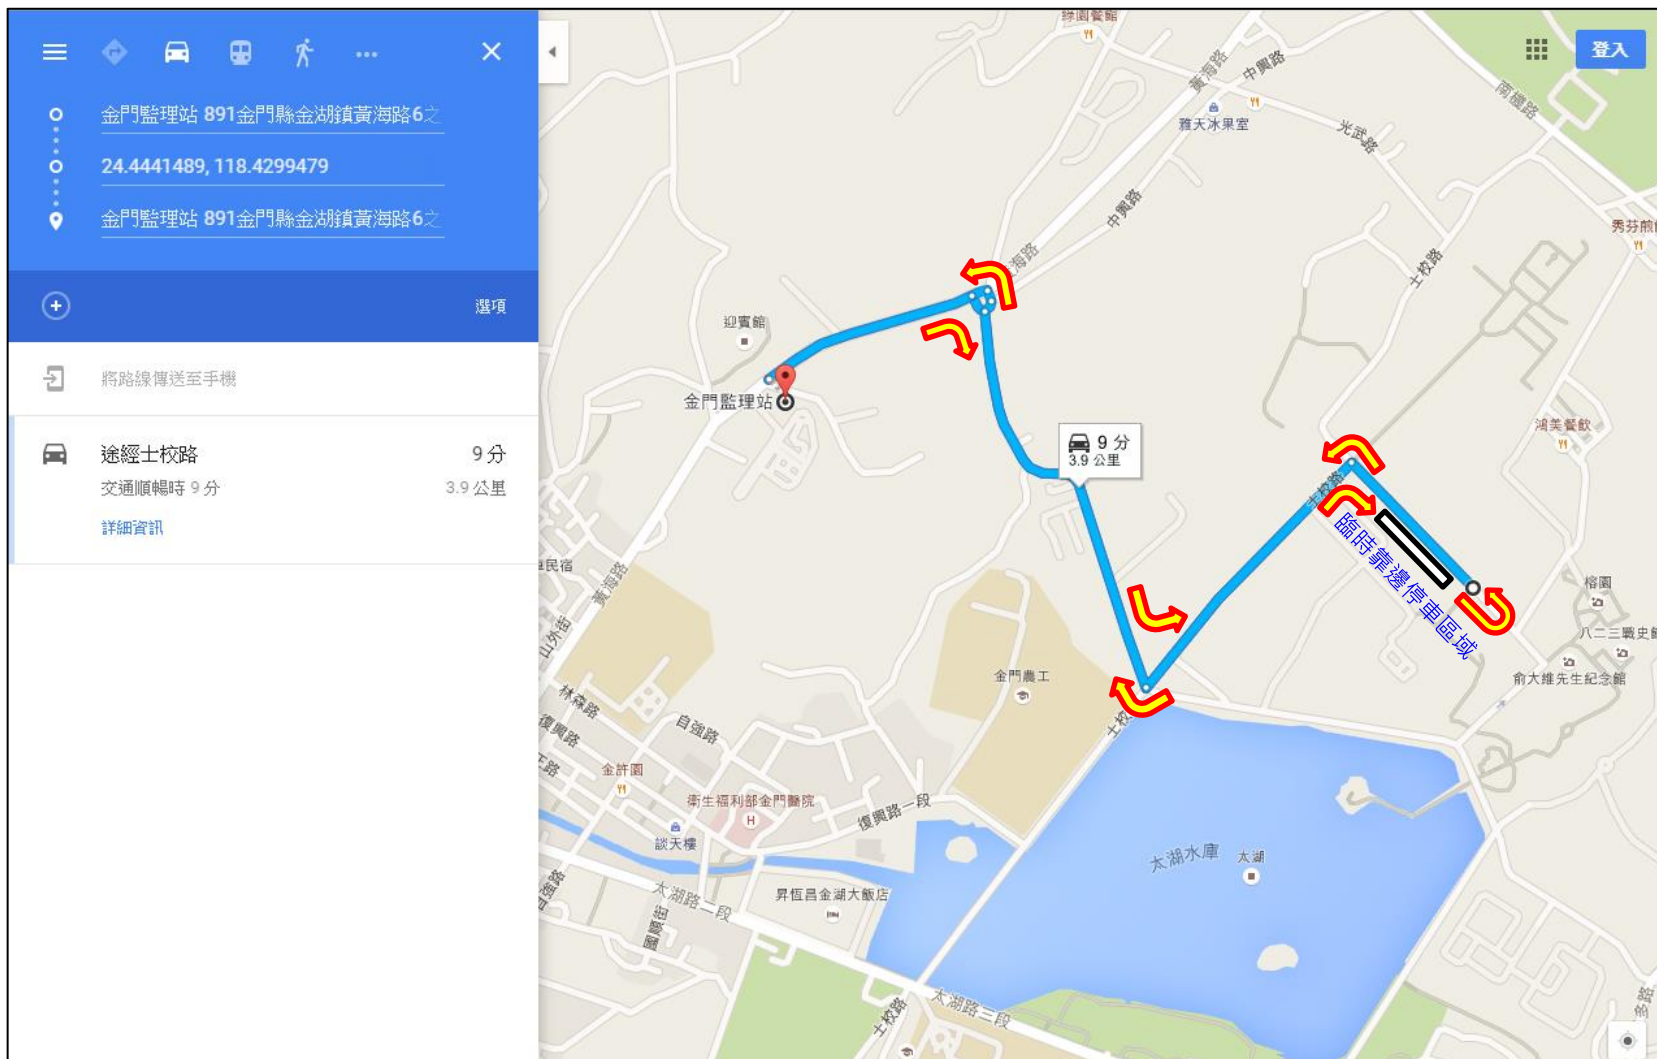 金門監理站 891金門縣金湖鎮黃海路6之
24.4441489, 118.4299479
金門監理站 891金門縣金湖鎮黃海路6之
選項
將路線傳送至手機
途經士校路
9 分
交通順暢時 9 分
3.9 公里
詳細資訊
登入
綠園餐館
黃海路
中興路
南機路
雅天冰果室
光武路
中興路
士校路
迎賓館
金門監理站
9 分
3.9 公里
鴻美餐飲
士校路
臨時靠邊停車區域
榕園
八二三戰史館
俞大維先生紀念館
黃海路
山外街
金門農工
士校
林森路
復興路
自強路
金許園
衛生福利部金門醫院
H
復興路一段
談天樓
太湖水庫
太湖
昇恆昌金湖大飯店
太湖路二段
國順街
太湖路三段
士校路